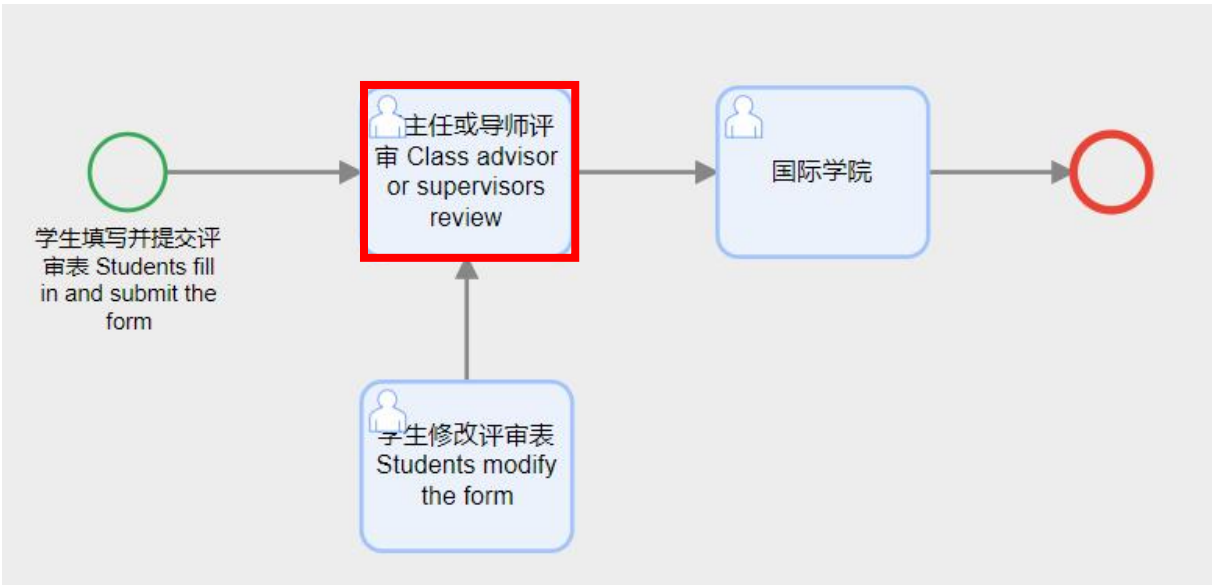 主任或导师评
审 Class advisor
or supervisors
review
国际学院
学生填写并提交评
审表 Students fill
in and submit the
form
学生修改评审表
Students modify
the form